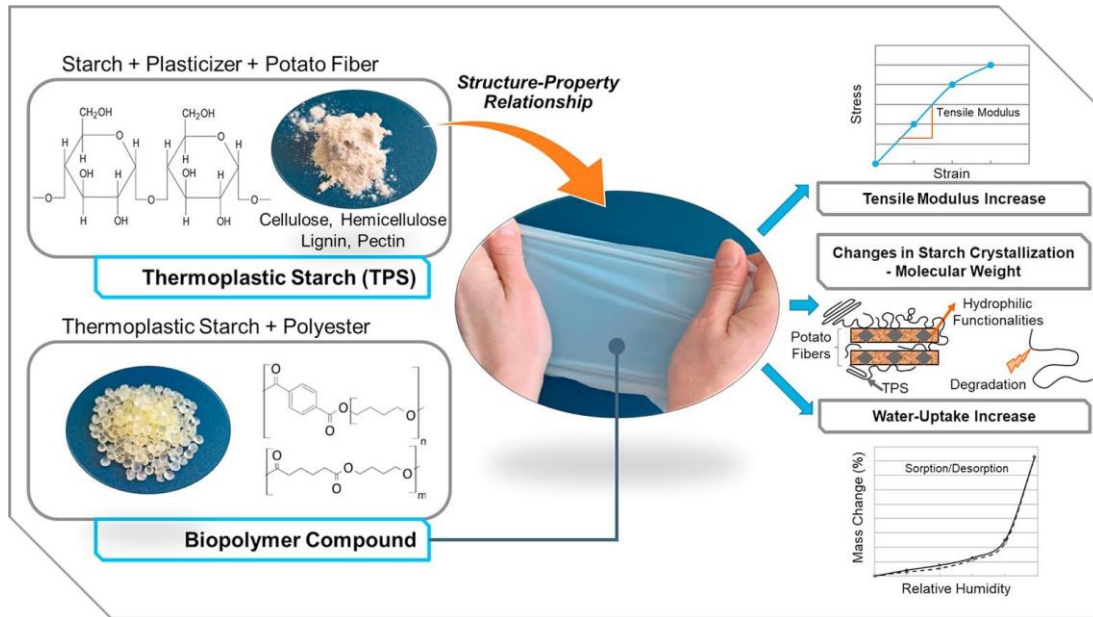 Starch + Plasticizer + Potato Fiber
CH₂OH
CH₂OH
H
O
H
H
O
H
H
H
OH
H
OH
H
O
O
O
H
OH
H
OH
Cellulose, Hemicellulose
Lignin, Pectin
Thermoplastic Starch (TPS)
Thermoplastic Starch + Polyester
O
O
O
O
n
O
O
O
O
m
Biopolymer Compound
Structure-Property
Relationship
Stress
Tensile Modulus
Strain
Tensile Modulus Increase
Changes in Starch Crystallization
- Molecular Weight
Hydrophilic
Functionalities
Potato
Fibers
TPS
Degradation
Water-Uptake Increase
Mass Change (%)
Sorption/Desorption
Relative Humidity